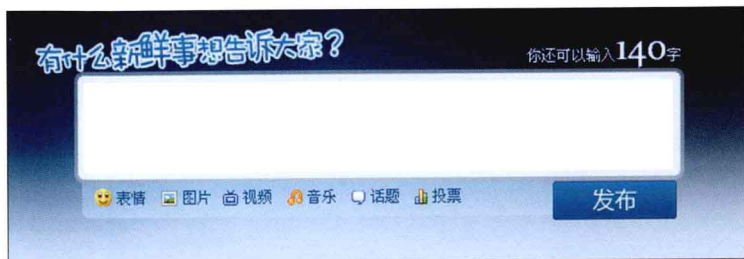 有什么新鲜事想告诉大家？
你还可以输入140字
表情 图片 视频 音乐 话题 投票
发布